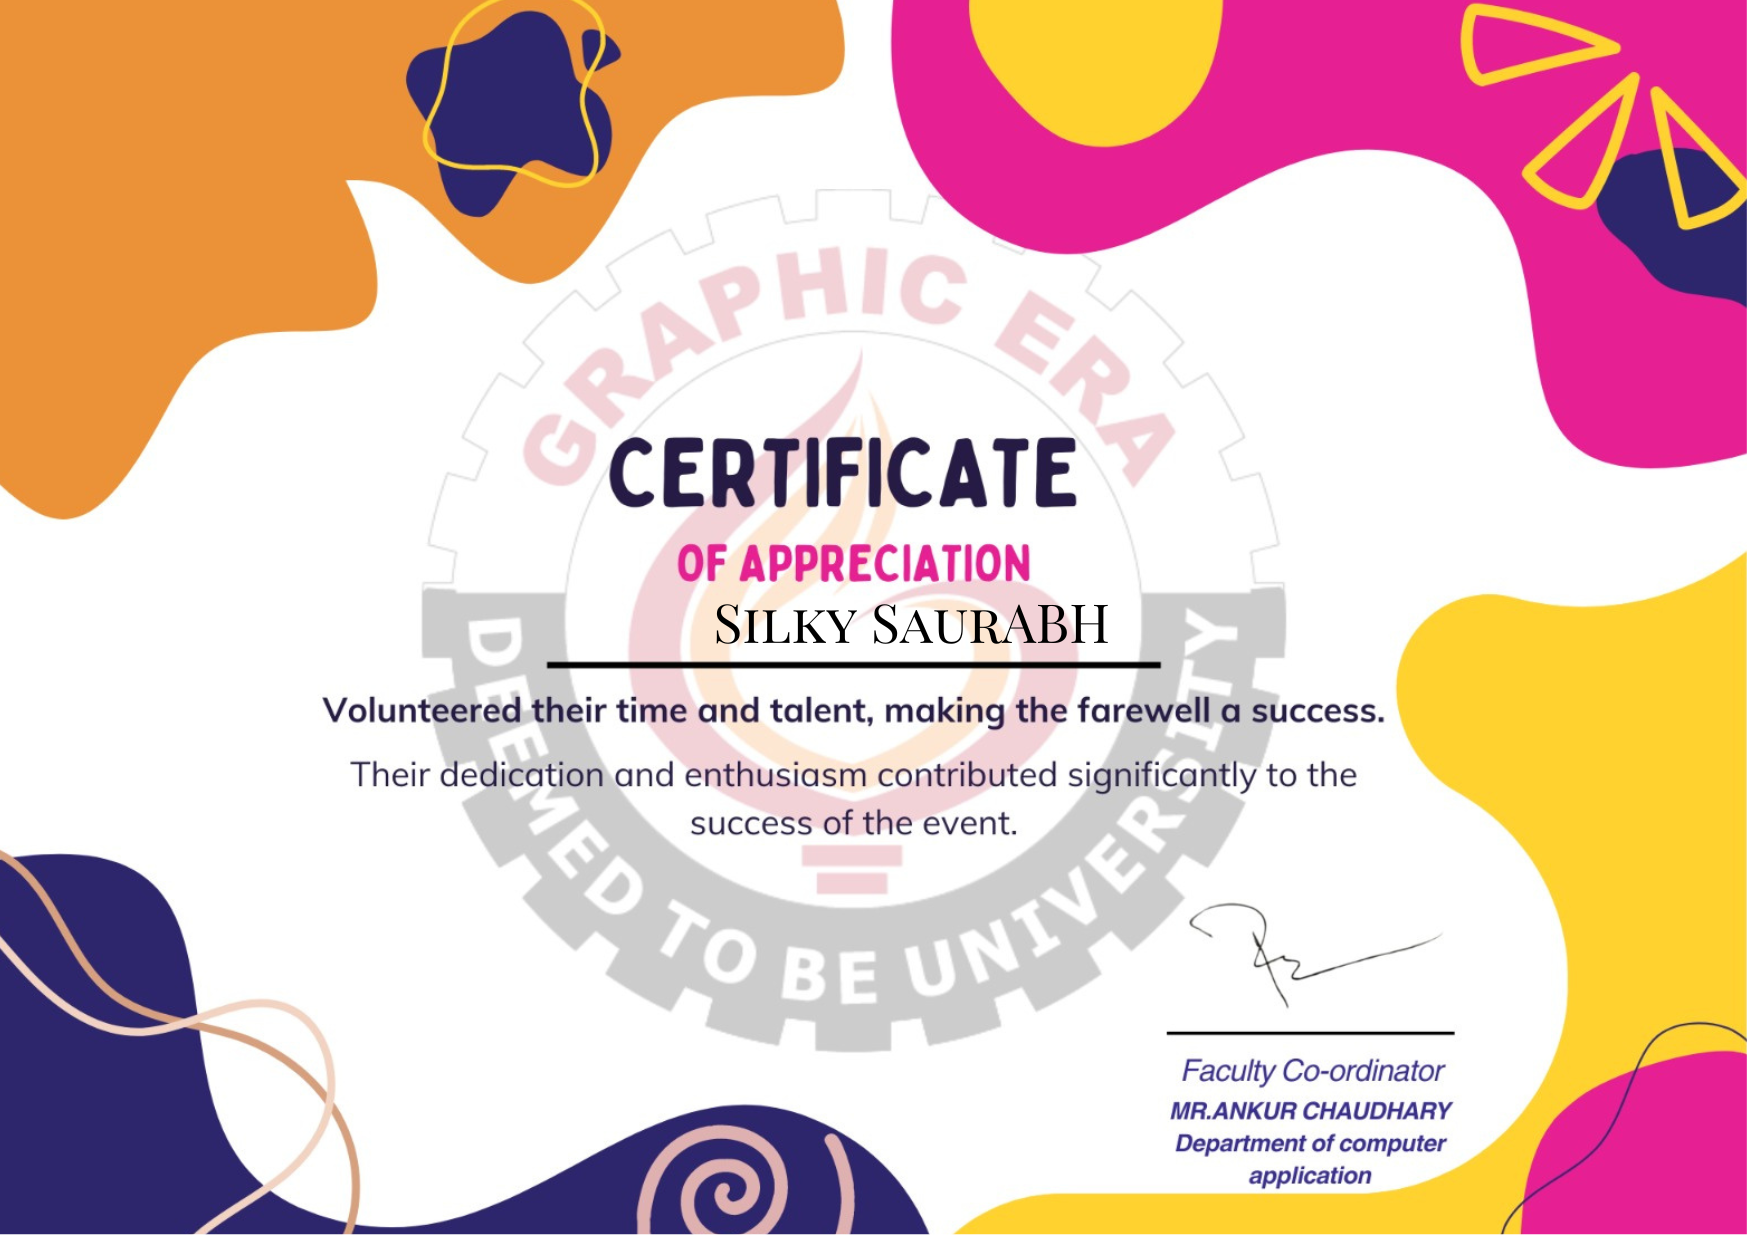 GRAPHIC ERA
CERTIFICATE
OF APPRECIATION
SILKY SAURABH
Volunteered their time and talent, making the farewell a success.
Their dedication and enthusiasm contributed significantly to the
success of the event.
DEEMED TO BE UNIVERSITY
Faculty Co-ordinator
MR.ANKUR CHAUDHARY
Department of computer
application